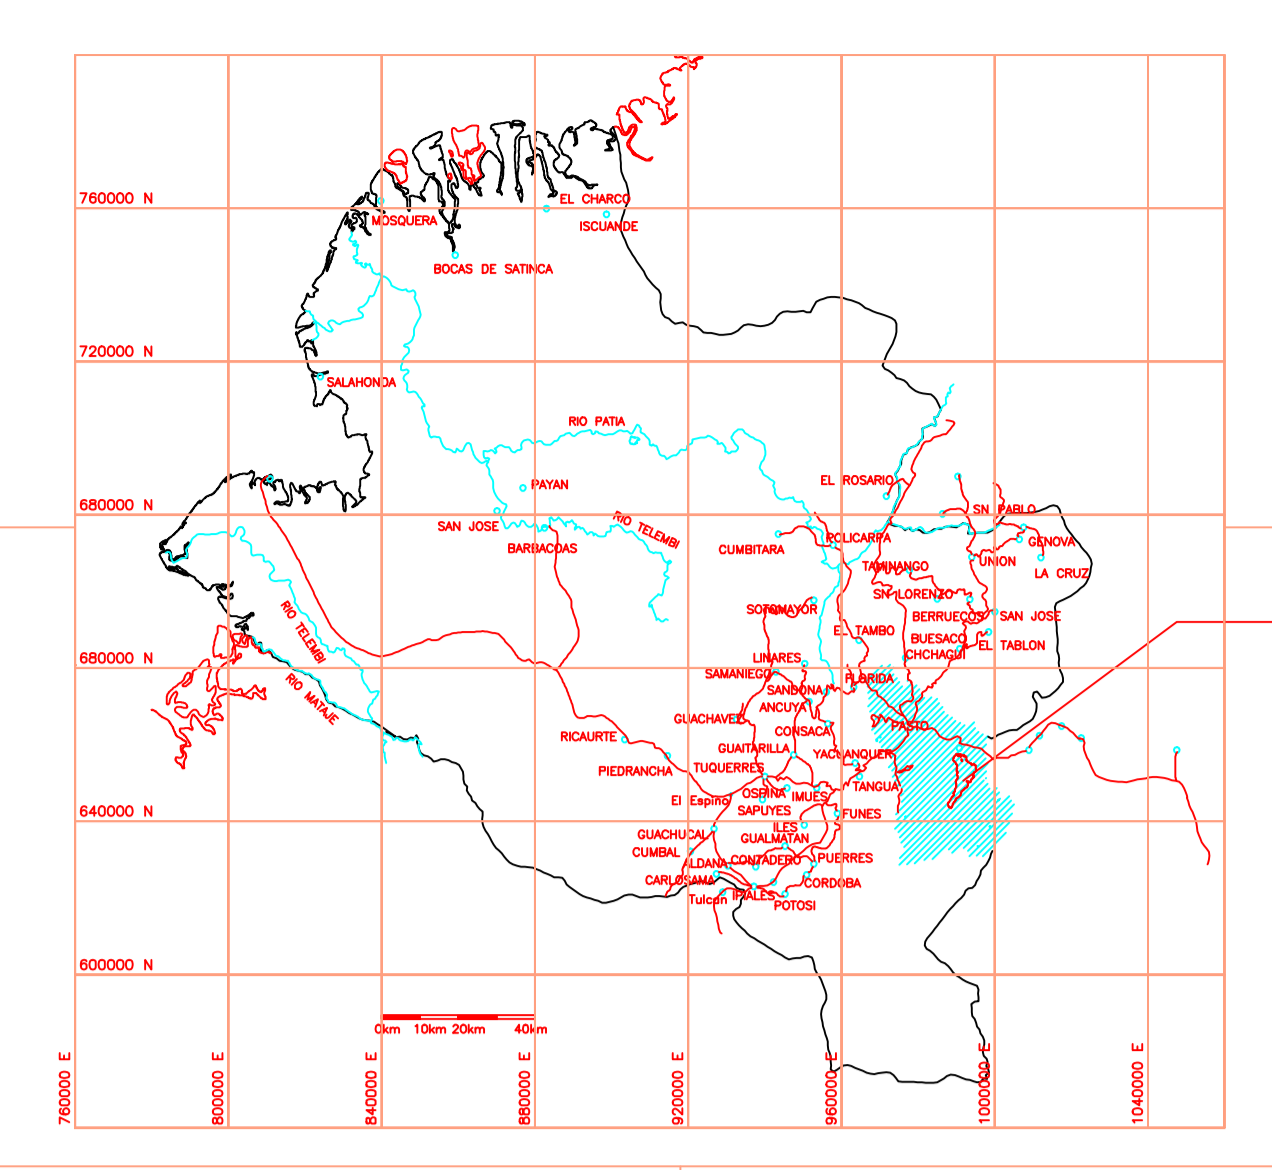 760000 N
EL CHARCO
MOSQUERA
ISCUANDE
BOCAS DE SATINCA
720000 N
SALAHONDA
RIO PATIA
EL ROSARIO
PAYAN
680000 N
SN PABLO
SAN JOSE
RIO TELEMBI
BARBACOAS
POLICARPA
CUMBITARA
GENOVA
UNION
TAMINANGO
LA CRUZ
SN LORENZO
SOTOMAYOR
BERRUECOS
SAN JOSE
RIO TELEMBI
EL TAMBO
BUESACO
EL TABLON
CHCHAGUI
680000 N
LINARES
SAMANIEGO
FLORIDA
RIO MATAJE
SANDONA
ANCUYA
GUACHAVEZ
PASTO
CONSACA
RICAURTE
GUAITARILLA
YACUANQUER
PIEDRANCHA
TUQUERRES
TANGUA
OSPINA
IMUES
El Espino
SAPUYES
FUNES
640000 N
ILES
GUACHUCAL
GUALMATAN
CUMBAL
ALDANA
CONTADERO
PUERRES
CARLOSAMA
CORDOBA
IPIALES
Tulcan
POTOSI
600000 N
0km
10km
20km
40km
760000 E
800000 E
840000 E
880000 E
920000 E
960000 E
1000000 E
1040000 E